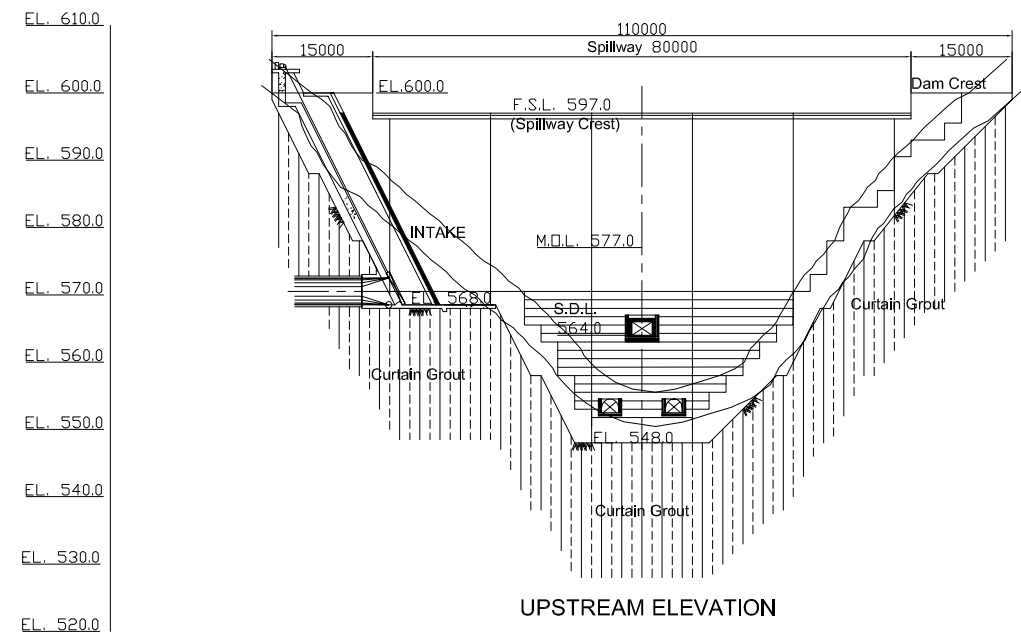 EL. 610.0
110000
15000
Spillway 80000
15000
EL. 600.0
EL.600.0
Dam Crest
F.S.L. 597.0
(Spillway Crest)
EL. 590.0
EL. 580.0
INTAKE
M.O.L. 577.0
EL. 570.0
EL. 568.0
Curtain Grout
S.D.L.
564.0
EL. 560.0
Curtain Grout
EL. 550.0
EL. 548.0
EL. 540.0
Curtain Grout
EL. 530.0
UPSTREAM ELEVATION
EL. 520.0